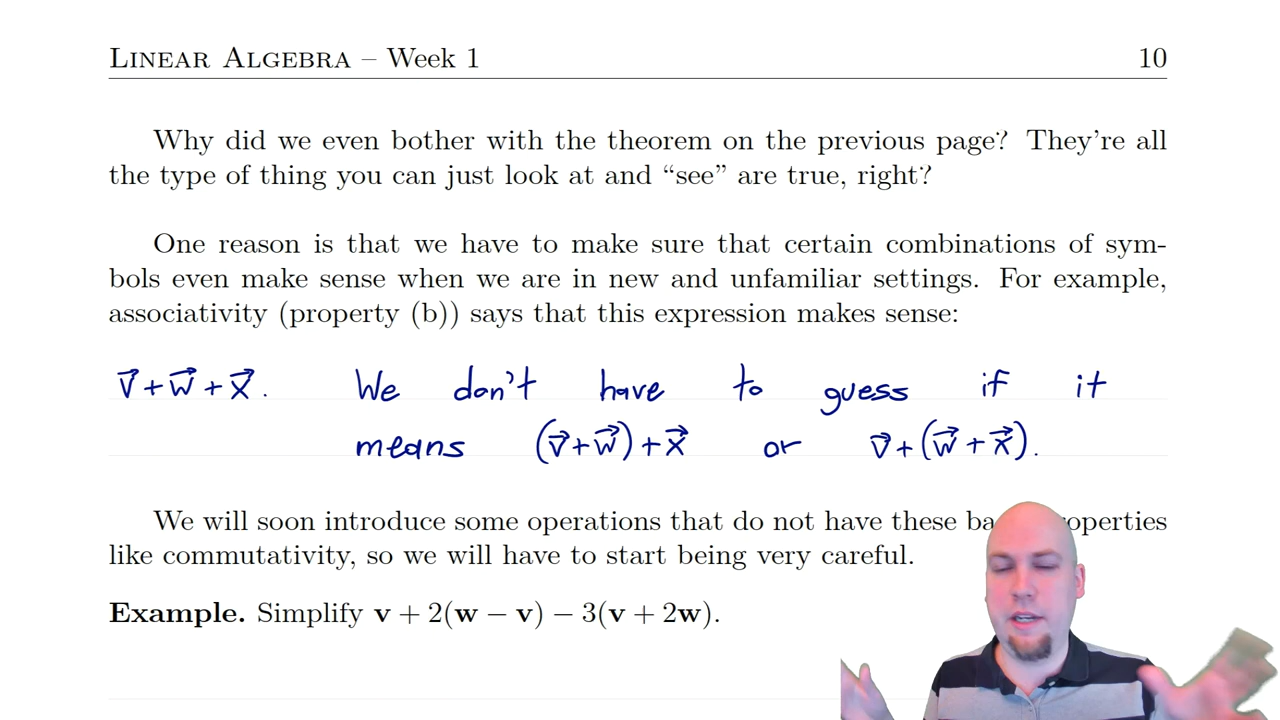 LINEAR ALGEBRA – Week 1 10
Why did we even bother with the theorem on the previous page? They're all
the type of thing you can just look at and “see” are true, right?
One reason is that we have to make sure that certain combinations of sym-
bols even make sense when we are in new and unfamiliar settings. For example,
associativity (property (b)) says that this expression makes sense:
v⃗ + w⃗ + x⃗. We don't have to guess if it
means (v⃗ + w⃗) + x⃗ or v⃗ + (w⃗ + x⃗).
We will soon introduce some operations that do not have these ba operties
like commutativity, so we will have to start being very careful.
Example. Simplify v + 2(w − v) − 3(v + 2w).